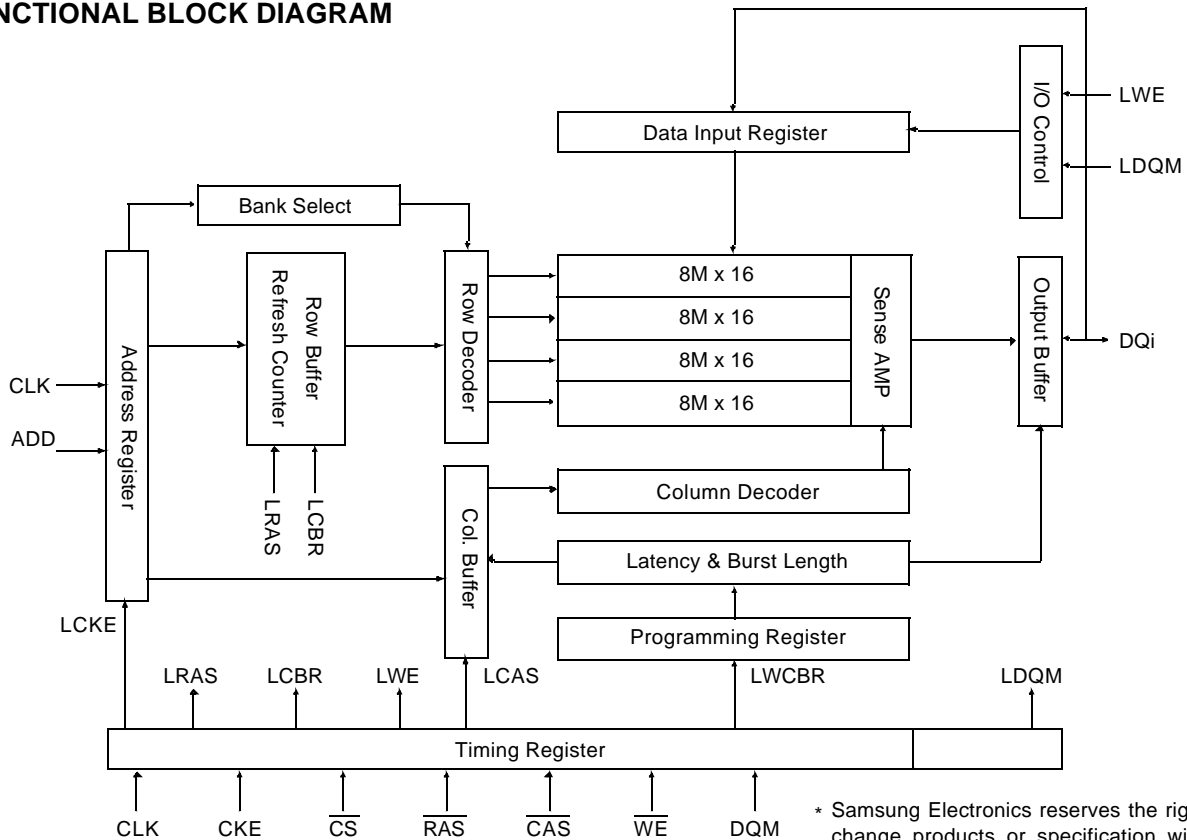 NCTIONAL BLOCK DIAGRAM
I/O Control
LWE
LDQM
Data Input Register
Bank Select
8M x 16
8M x 16
8M x 16
8M x 16
Sense AMP
Output Buffer
DQi
Row Decoder
Row Buffer
Refresh Counter
Address Register
CLK
ADD
LRAS
LCBR
Col. Buffer
Column Decoder
Latency & Burst Length
Programming Register
LCKE
LRAS
LCBR
LWE
LCAS
LWCBR
LDQM
Timing Register
CLK
CKE
CS
RAS
CAS
WE
DQM
* Samsung Electronics reserves the rig
change products or specification wi